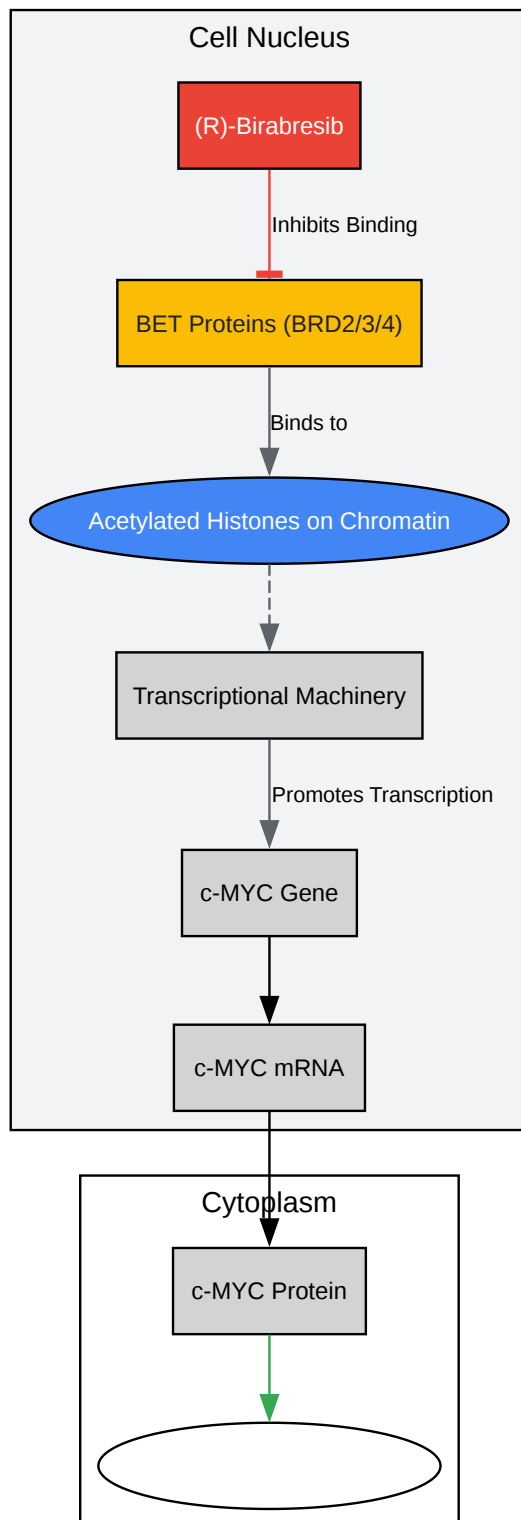 Cell Nucleus
(R)-Birabresib
Inhibits Binding
BET Proteins (BRD2/3/4)
Binds to
Acetylated Histones on Chromatin
Transcriptional Machinery
Promotes Transcription
c-MYC Gene
c-MYC mRNA
Cytoplasm
c-MYC Protein